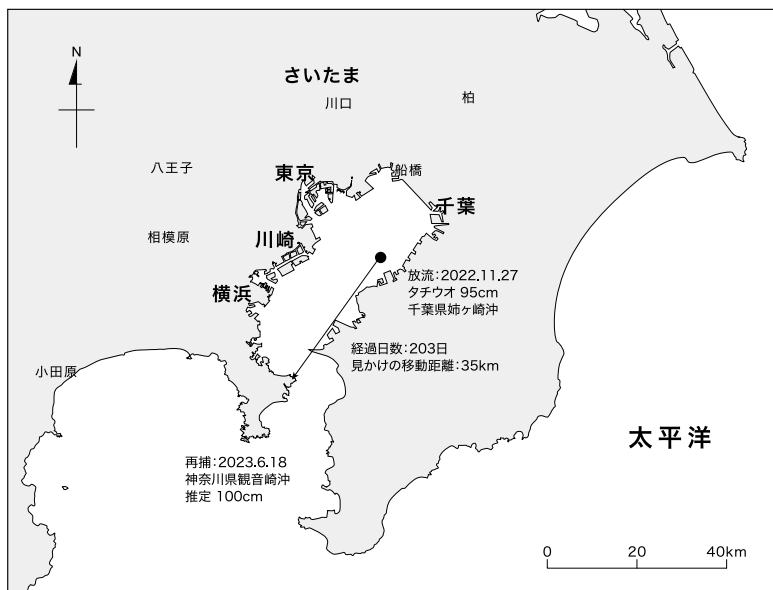 N
さいたま
川口
柏
八王子
東京
船橋
千葉
相模原
川崎
横浜
放流:2022.11.27
タチウオ 95cm
千葉県姉ヶ崎沖
経過日数:203日
見かけの移動距離:35km
小田原
太平洋
再捕:2023.6.18
神奈川県観音崎沖
推定 100cm
0 20 40km